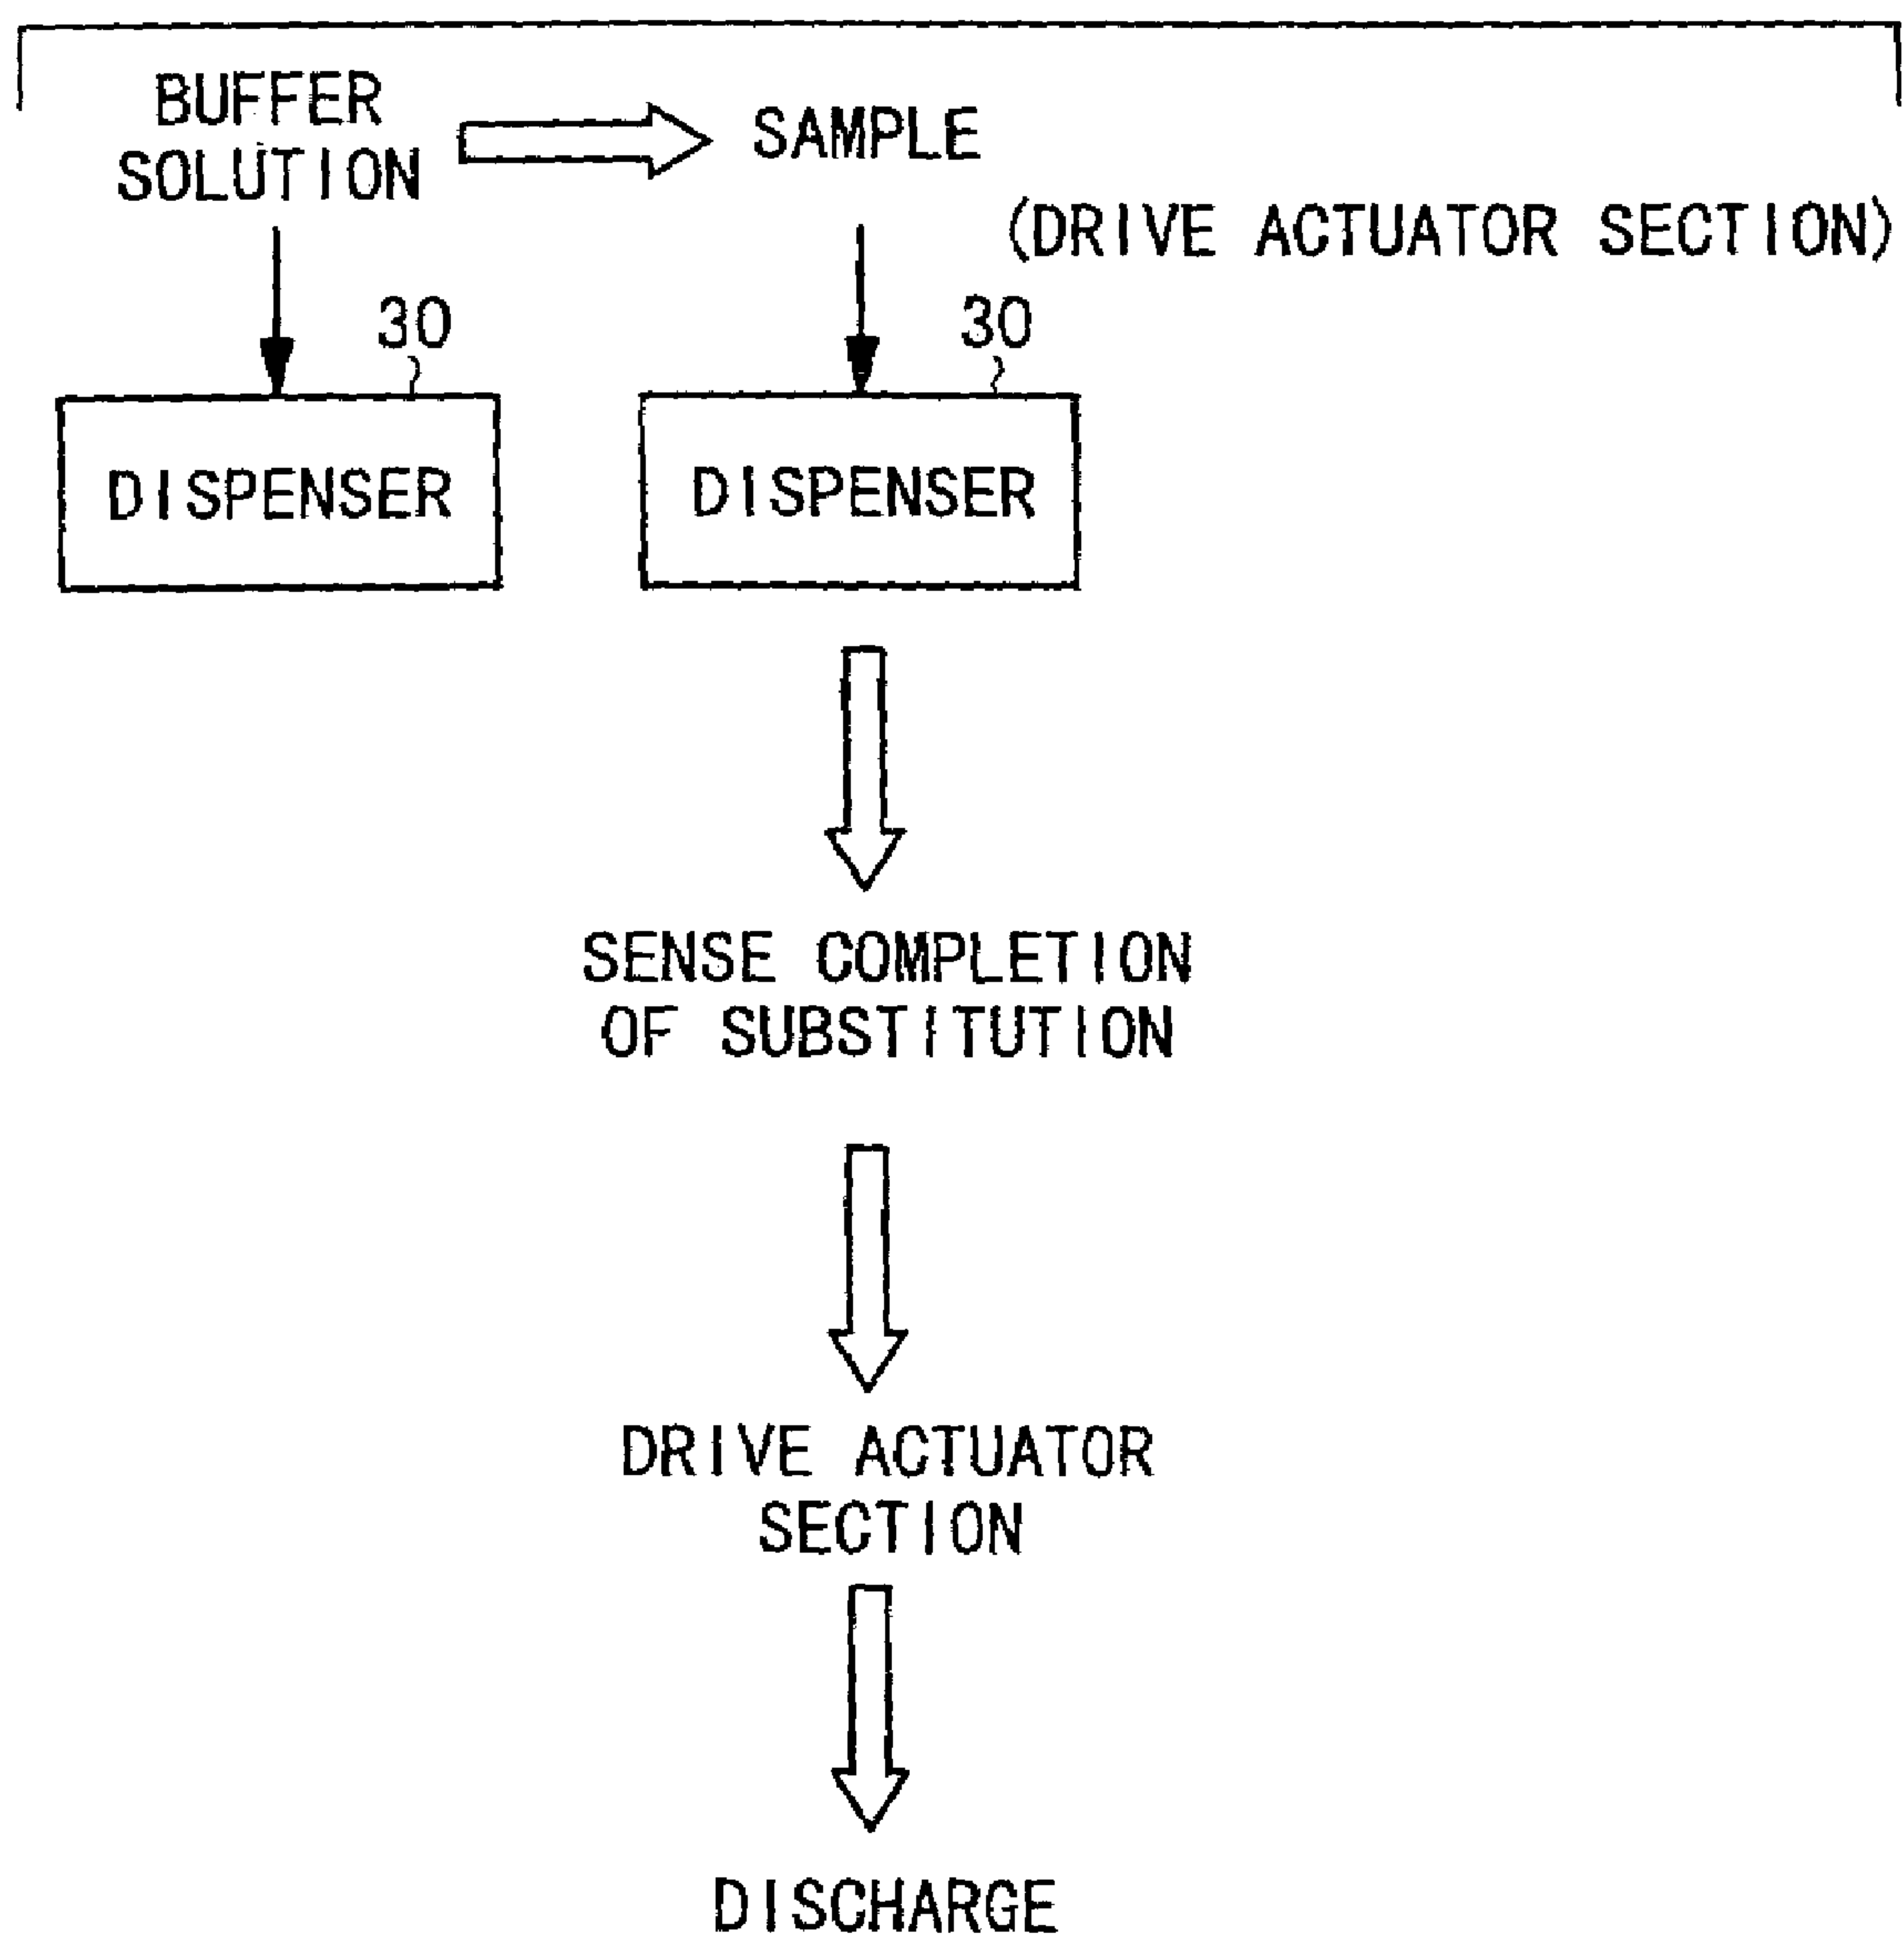 BUFFER
SOLUTION
SAMPLE
(DRIVE ACTUATOR SECTION)
30
30
DISPENSER
DISPENSER
SENSE COMPLETION
OF SUBSTITUTION
DRIVE ACTUATOR
SECTION
DISCHARGE